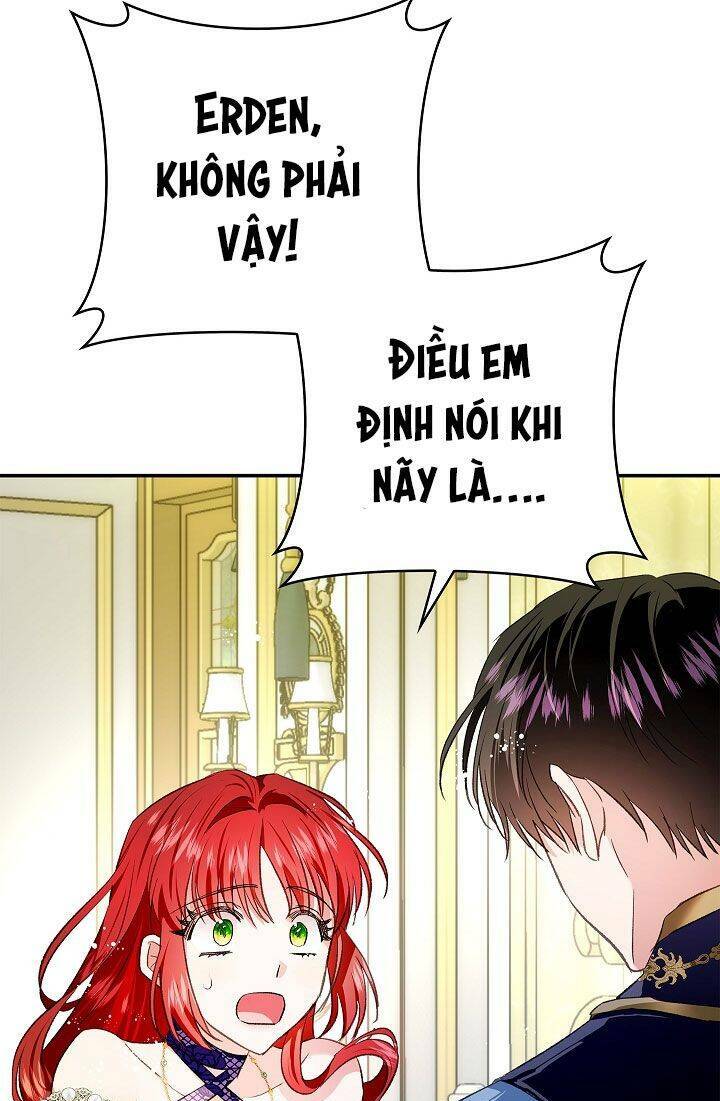 ERDEN,
KHÔNG PHẢI
VẬY!
ĐIỀU EM
ĐỊNH NÓI KHI
NÃY LÀ....